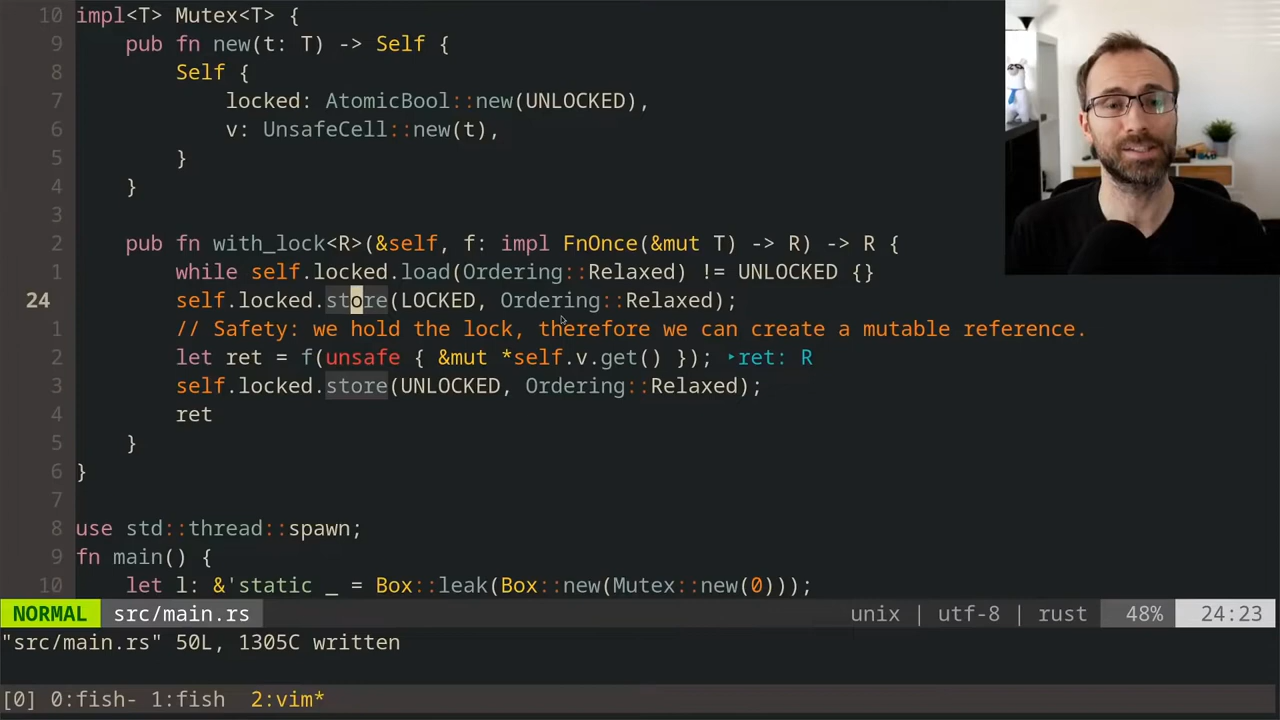 10 impl<T> Mutex<T> {
9 pub fn new(t: T) -> Self {
8 Self {
7 locked: AtomicBool::new(UNLOCKED),
6 v: UnsafeCell::new(t),
5 }
4 }
3
2 pub fn with_lock<R>(&self, f: impl FnOnce(&mut T) -> R) -> R {
1 while self.locked.load(Ordering::Relaxed) != UNLOCKED {}
24 self.locked.store(LOCKED, Ordering::Relaxed);
1 // Safety: we hold the lock, therefore we can create a mutable reference.
2 let ret = f(unsafe { &mut *self.v.get() }); ‣ret: R
3 self.locked.store(UNLOCKED, Ordering::Relaxed);
4 ret
5 }
6 }
7
8 use std::thread::spawn;
9 fn main() {
10 let l: &'static _ = Box::leak(Box::new(Mutex::new(0)));
NORMAL src/main.rs unix | utf-8 | rust 48% 24:23
"src/main.rs" 50L, 1305C written
[0] 0:fish- 1:fish 2:vim*